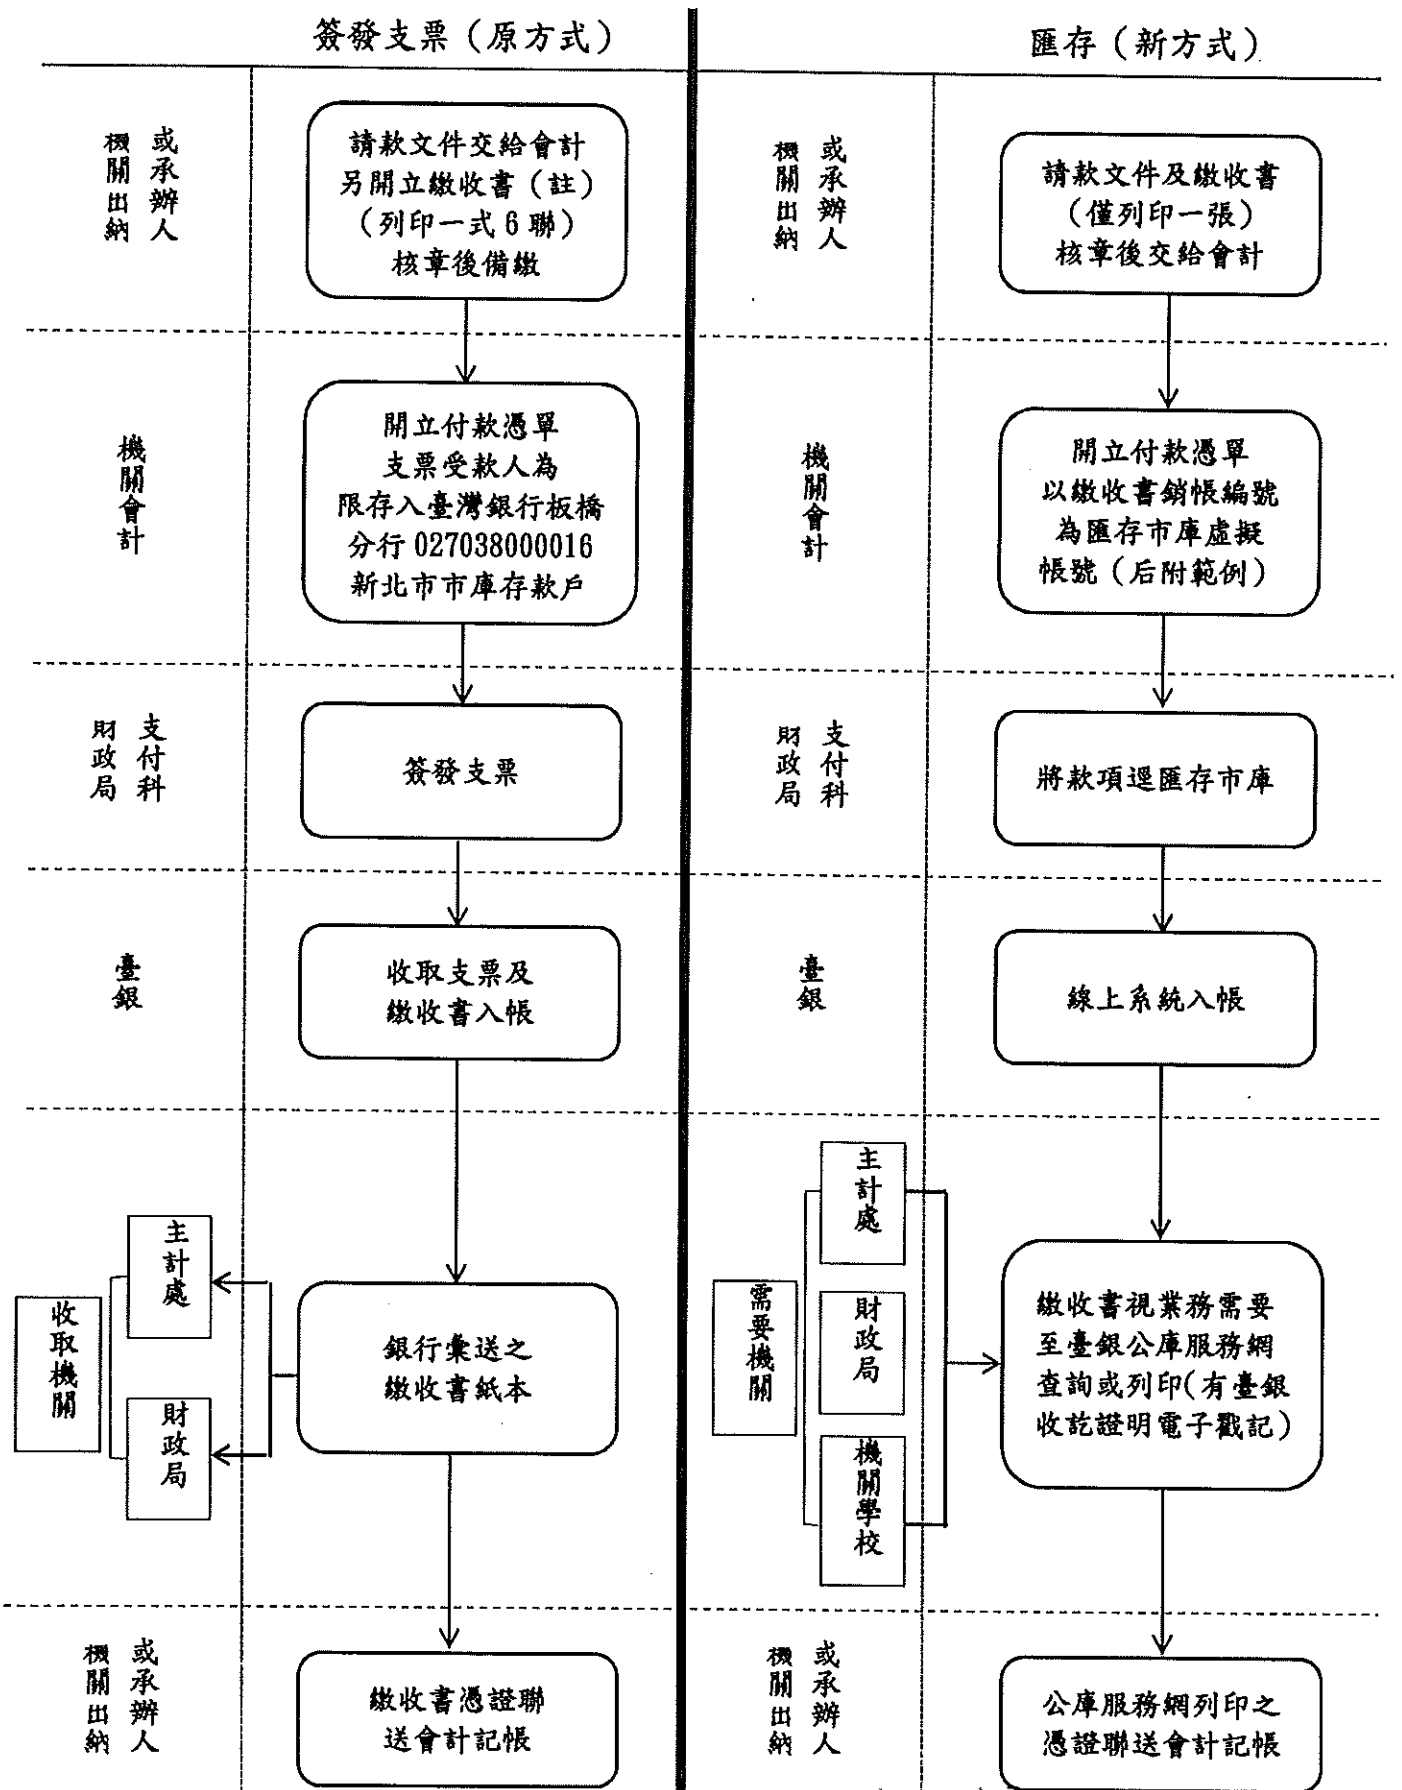 簽發支票(原方式)
機關出納
或承辦人
請款文件交給會計
另開立繳收書(註)
(列印一式6聯)
核章後備繳
機關會計
開立付款憑單
支票受款人為
限存入臺灣銀行板橋
分行027038000016
新北市市庫存款戶
財政局
支付科
簽發支票
臺銀
收取支票及
繳收書入帳
收取機關
主計處
財政局
銀行彙送之
繳收書紙本
機關出納
或承辦人
繳收書憑證聯
送會計記帳
匯存(新方式)
機關出納
或承辦人
請款文件及繳收書
(僅列印一張)
核章後交給會計
機關會計
開立付款憑單
以繳收書銷帳編號
為匯存市庫虛擬
帳號(后附範例)
財政局
支付科
將款項逕匯存市庫
臺銀
線上系統入帳
需要機關
主計處
財政局
機關學校
繳收書視業務需要
至臺銀公庫服務網
查詢或列印(有臺銀
收訖證明電子戳記)
機關出納
或承辦人
公庫服務網列印之
憑證聯送會計記帳